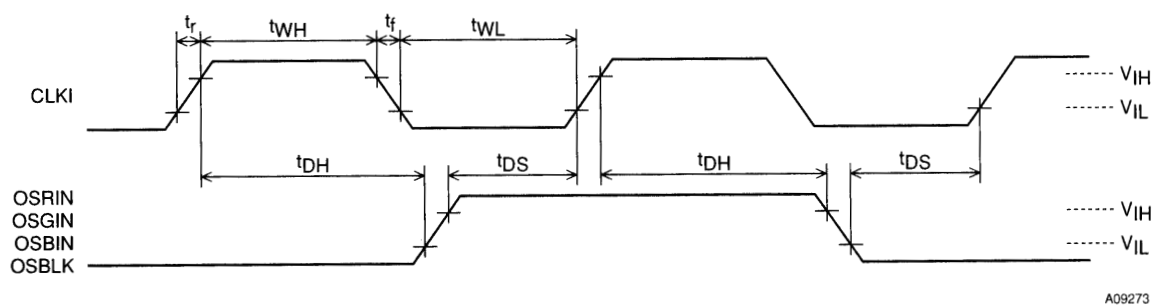 tr tWH tf tWL
CLKI
VIH
VIL
tDH tDS tDH tDS
OSRIN
OSGIN
OSBIN
OSBLK
VIH
VIL
A09273